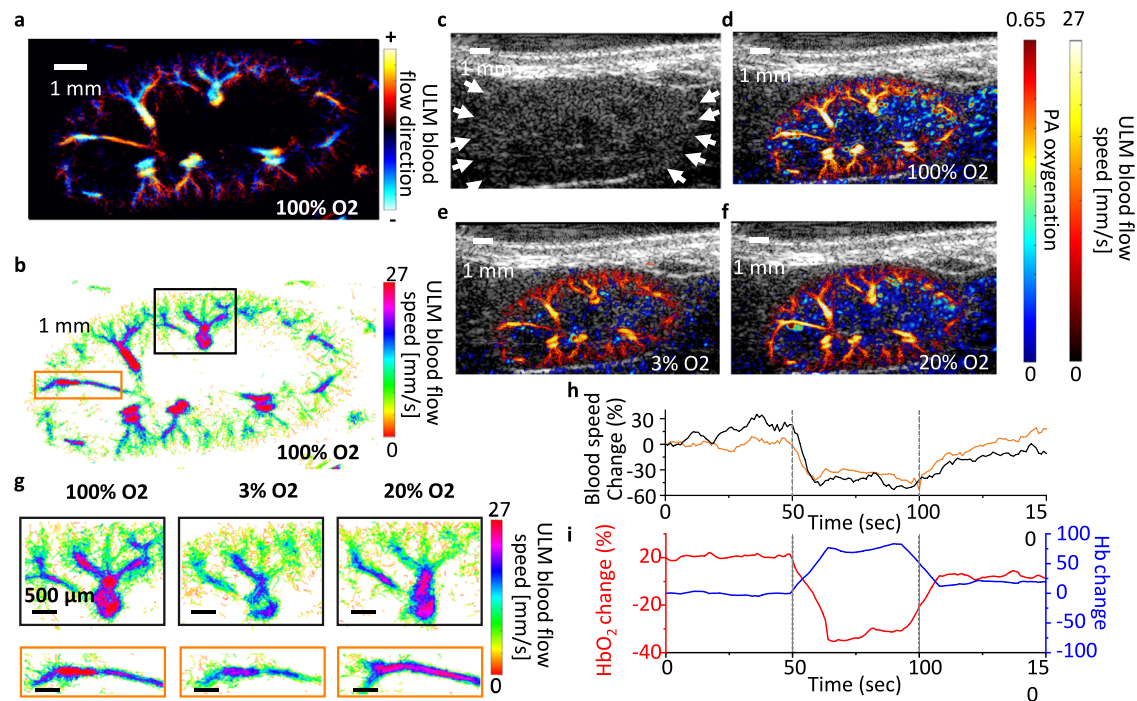 a
+
1 mm
flow direction
ULM blood
-
100% O2
b
1 mm
27
ULM blood flow
speed [mm/s]
0
100% O2
c
1 mm
d
1 mm
100% O2
0.65
27
PA oxygenation
ULM blood flow
speed [mm/s]
0
0
e
1 mm
3% O2
f
1 mm
20% O2
g
100% O2
3% O2
20% O2
500 µm
27
ULM blood flow
speed [mm/s]
0
h
Blood speed
Change (%)
30
0
-30
-60
0
50
100
15
0
Time (sec)
i
HbO2 change (%)
20
-20
-40
100
50
0
-50
-100
Hb change
0
50
100
15
0
Time (sec)